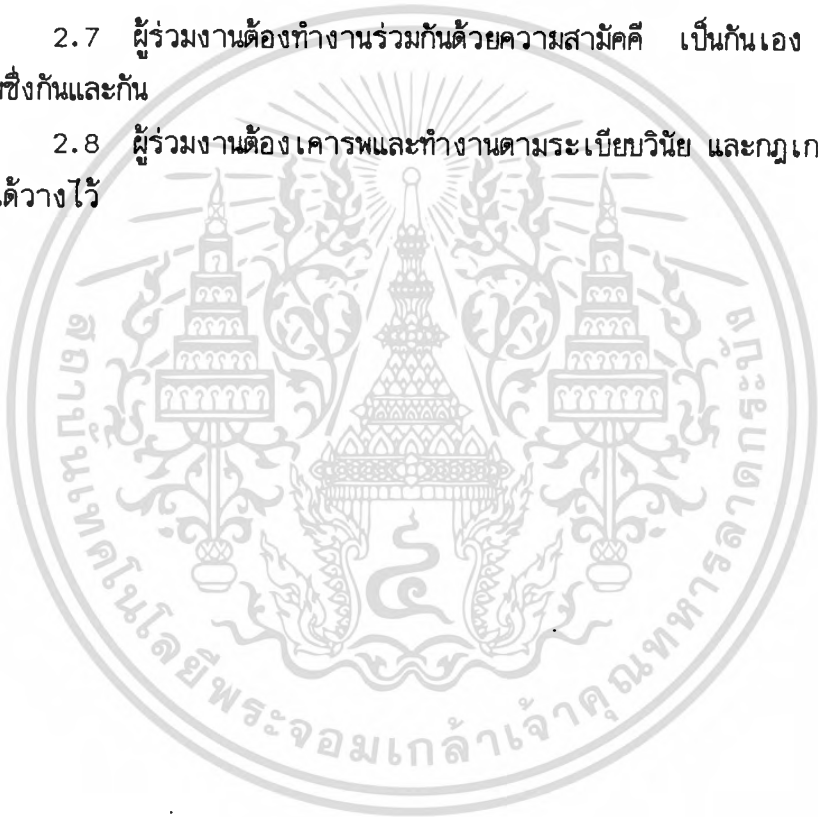 2.7 ผู้ร่วมงานต้องทำงานร่วมกันด้วยความสามัคคี เป็นกันเอง
ซึ่งกันและกัน
2.8 ผู้ร่วมงานต้องเคารพและทำงานตามระเบียบวินัย และกฎเก
ได้วางไว้
สถาบันเทคโนโลยีพระจอมเกล้าเจ้าคุณทหารลาดกระบัง
๔